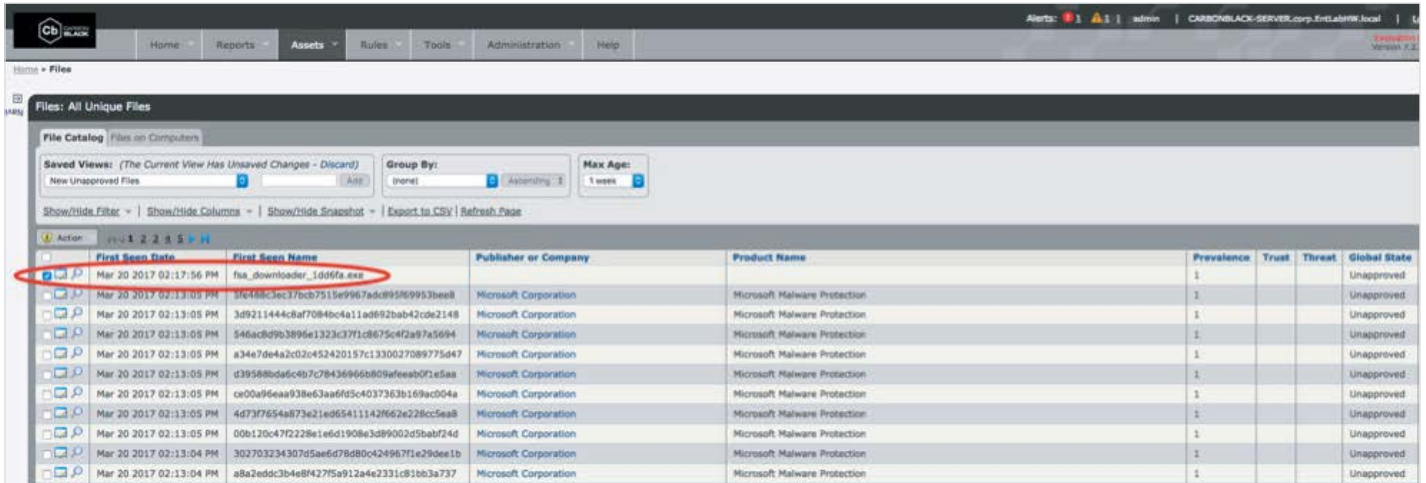 Alerts: 1 1 | admin | CARBONBLACK-SERVER.corp.EntLabHW.local |
Cb CARBON BLACK
Home Reports Assets Rules Tools Administration Help
Home » Files
Files: All Unique Files
File Catalog Files on Computers
Saved Views: (The Current View Has Unsaved Changes - Discard) Group By: Max Age:
New Unapproved Files Add (none) Ascending 1 week
Show/Hide Filter | Show/Hide Columns | Show/Hide Snapshot | Export to CSV | Refresh Page
Action 1 2 3 4 5
First Seen Date First Seen Name Publisher or Company Product Name Prevalence Trust Threat Global State
Mar 20 2017 02:17:56 PM fsa_downloader_1dd6fa.exe 1 Unapproved
Mar 20 2017 02:13:05 PM Microsoft Corporation Microsoft Malware Protection 1 Unapproved
Mar 20 2017 02:13:05 PM 3d9211444c8af7084bc4a11ad692bab42cde2148 Microsoft Corporation Microsoft Malware Protection 1 Unapproved
Mar 20 2017 02:13:05 PM 546ac8d9b3896e1323c37f1c8675c4f2a97a5694 Microsoft Corporation Microsoft Malware Protection 1 Unapproved
Mar 20 2017 02:13:05 PM a34e7de4a2c02c452420157c1330027089775d47 Microsoft Corporation Microsoft Malware Protection 1 Unapproved
Mar 20 2017 02:13:05 PM d39588bda6c4b7c78436966b809afeeab0f1e5aa Microsoft Corporation Microsoft Malware Protection 1 Unapproved
Mar 20 2017 02:13:05 PM ce00a96eaa938e63aa6fd5c4037363b169ac004a Microsoft Corporation Microsoft Malware Protection 1 Unapproved
Mar 20 2017 02:13:05 PM 4d73f7654a873e21ed65411142f662e228cc5ea8 Microsoft Corporation Microsoft Malware Protection 1 Unapproved
Mar 20 2017 02:13:05 PM 00b120c47f2228e1e6d1908e3d89002d5babf24d Microsoft Corporation Microsoft Malware Protection 1 Unapproved
Mar 20 2017 02:13:04 PM 302703234307d5ae6d78d80c424967f1e29dee1b Microsoft Corporation Microsoft Malware Protection 1 Unapproved
Mar 20 2017 02:13:04 PM a8a2eddc3b4e8f427f5a912a4e2331c81bb3a737 Microsoft Corporation Microsoft Malware Protection 1 Unapproved